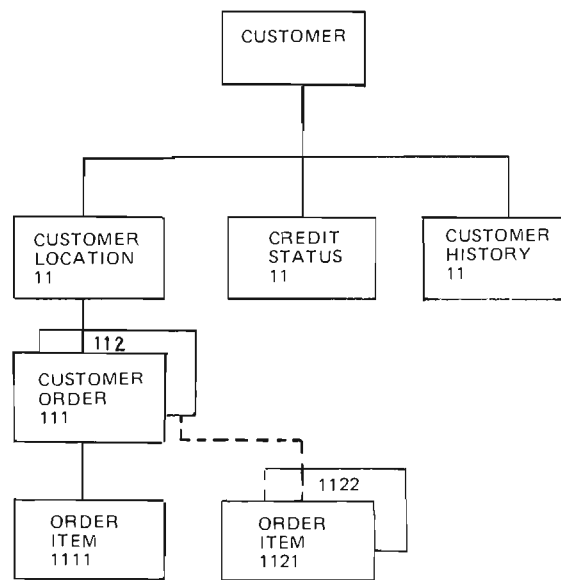 CUSTOMER
CUSTOMER
LOCATION
11
CREDIT
STATUS
11
CUSTOMER
HISTORY
11
112
CUSTOMER
ORDER
111
ORDER
ITEM
1111
1122
ORDER
ITEM
1121